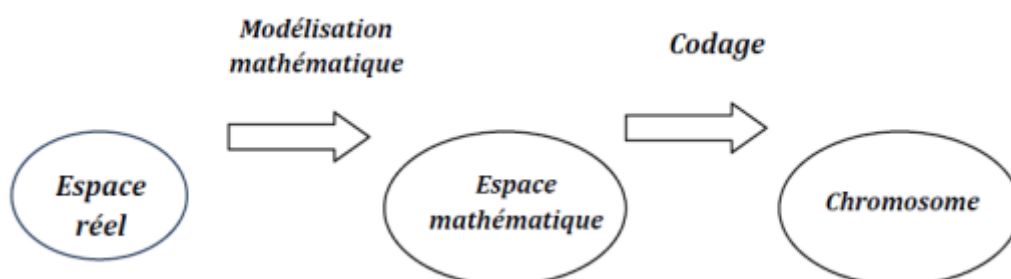 Modélisation
mathématique
Codage
Espace
réel
Espace
mathématique
Chromosome